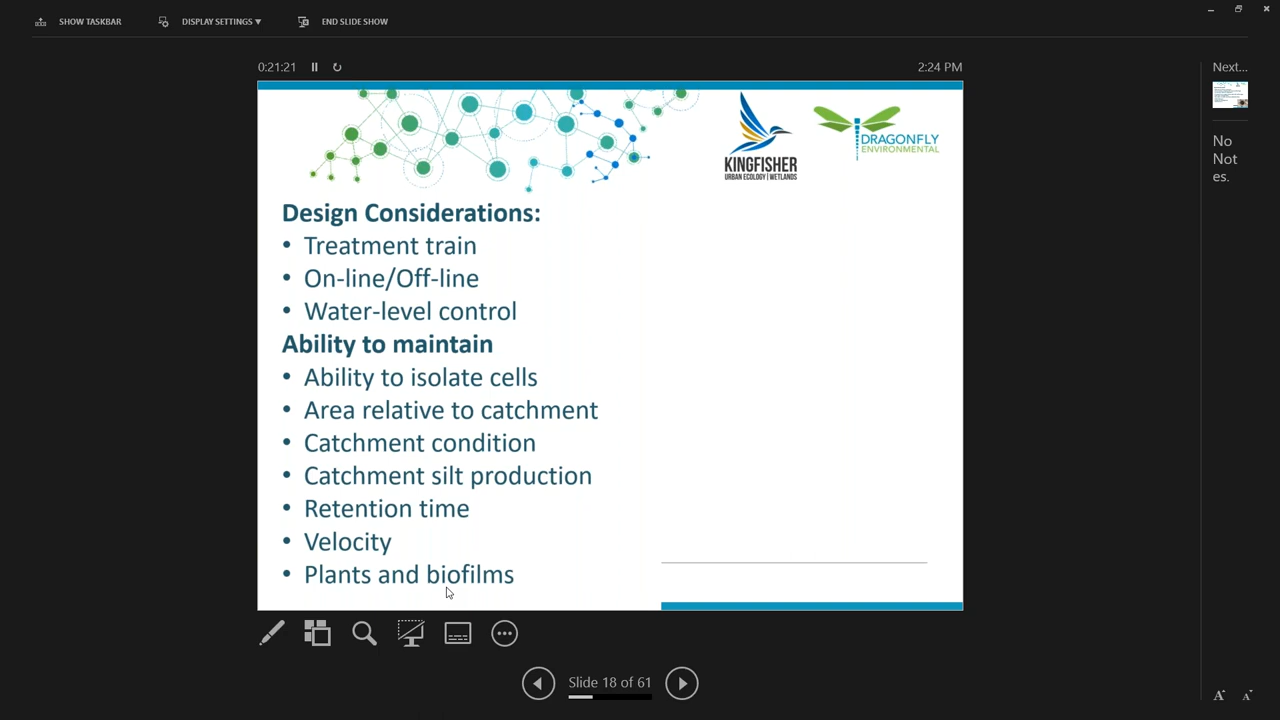 SHOW TASKBAR
DISPLAY SETTINGS ▾
END SLIDE SHOW
0:21:21
2:24 PM
Next...
KINGFISHER
URBAN ECOLOGY | WETLANDS
DRAGONFLY
ENVIRONMENTAL
Design Considerations:
• Treatment train
• On-line/Off-line
• Water-level control
Ability to maintain
• Ability to isolate cells
• Area relative to catchment
• Catchment condition
• Catchment silt production
• Retention time
• Velocity
• Plants and biofilms
No
Not
es.
Slide 18 of 61
A A